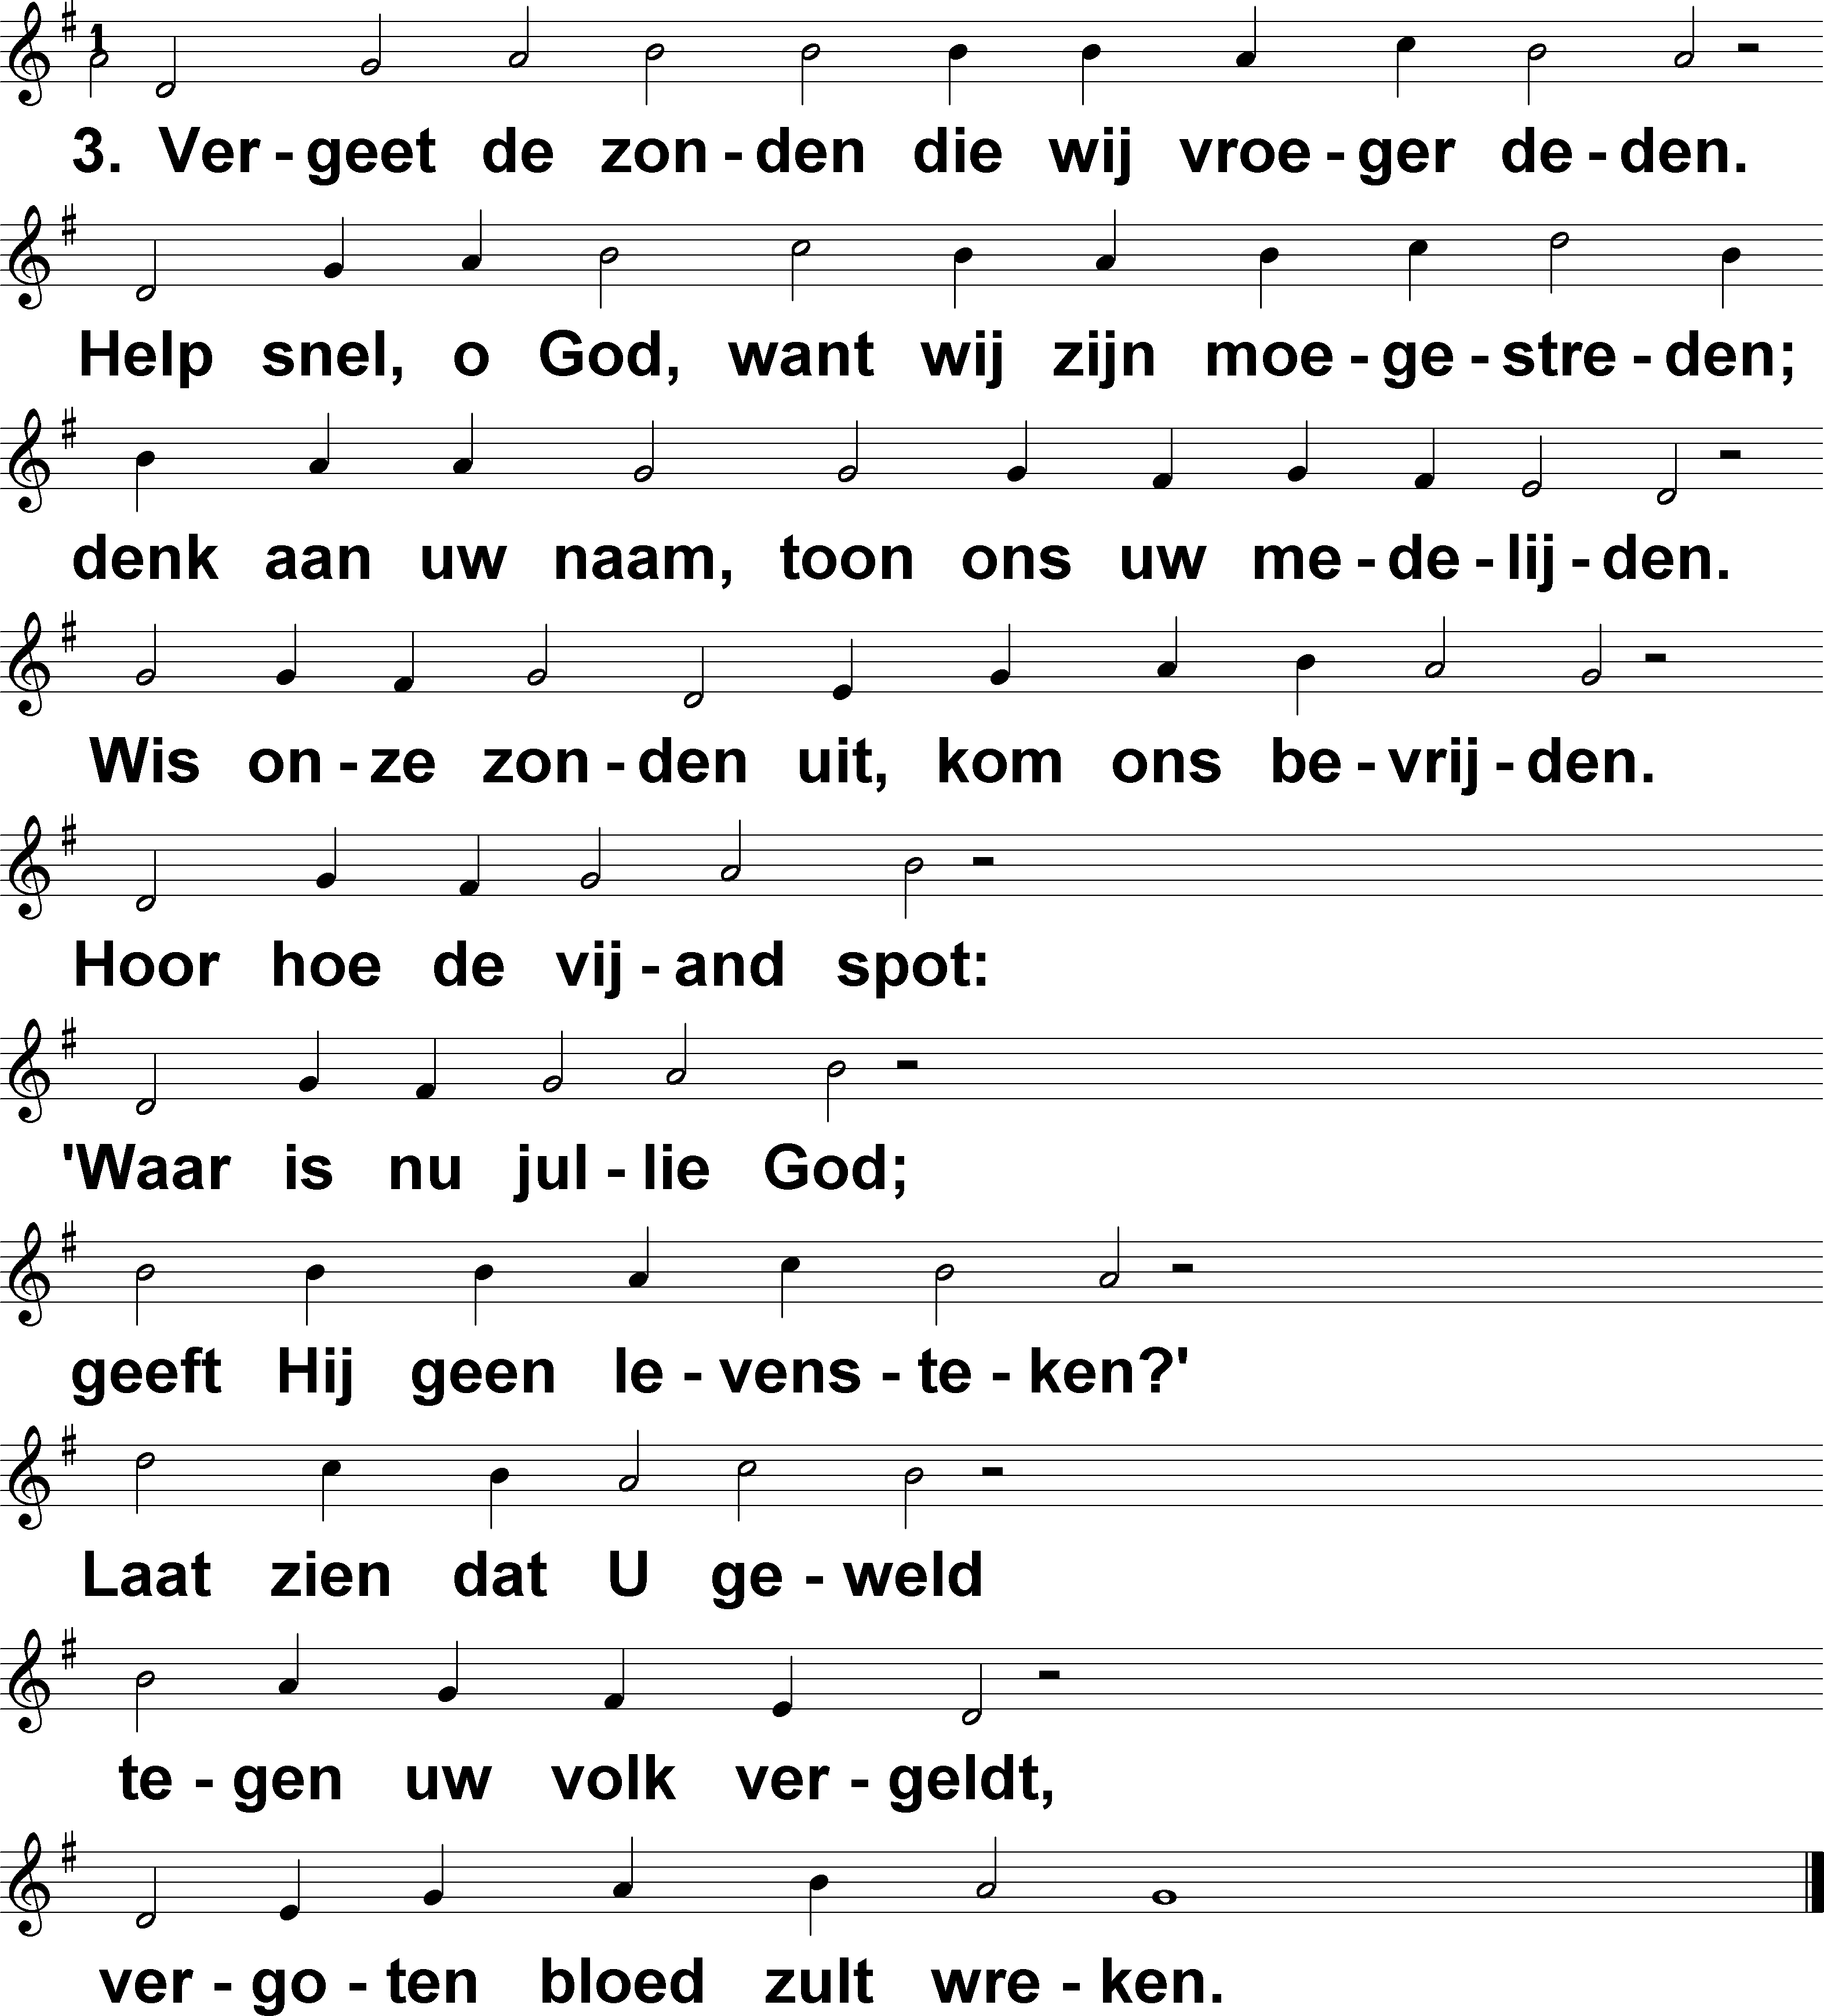 1
3. Ver - geet de zon - den die wij vroe - ger de - den.
Help snel, o God, want wij zijn moe - ge - stre - den;
denk aan uw naam, toon ons uw me - de - lij - den.
Wis on - ze zon - den uit, kom ons be - vrij - den.
Hoor hoe de vij - and spot:
'Waar is nu jul - lie God;
geeft Hij geen le - vens - te - ken?'
Laat zien dat U ge - weld
te - gen uw volk ver - geldt,
ver - go - ten bloed zult wre - ken.